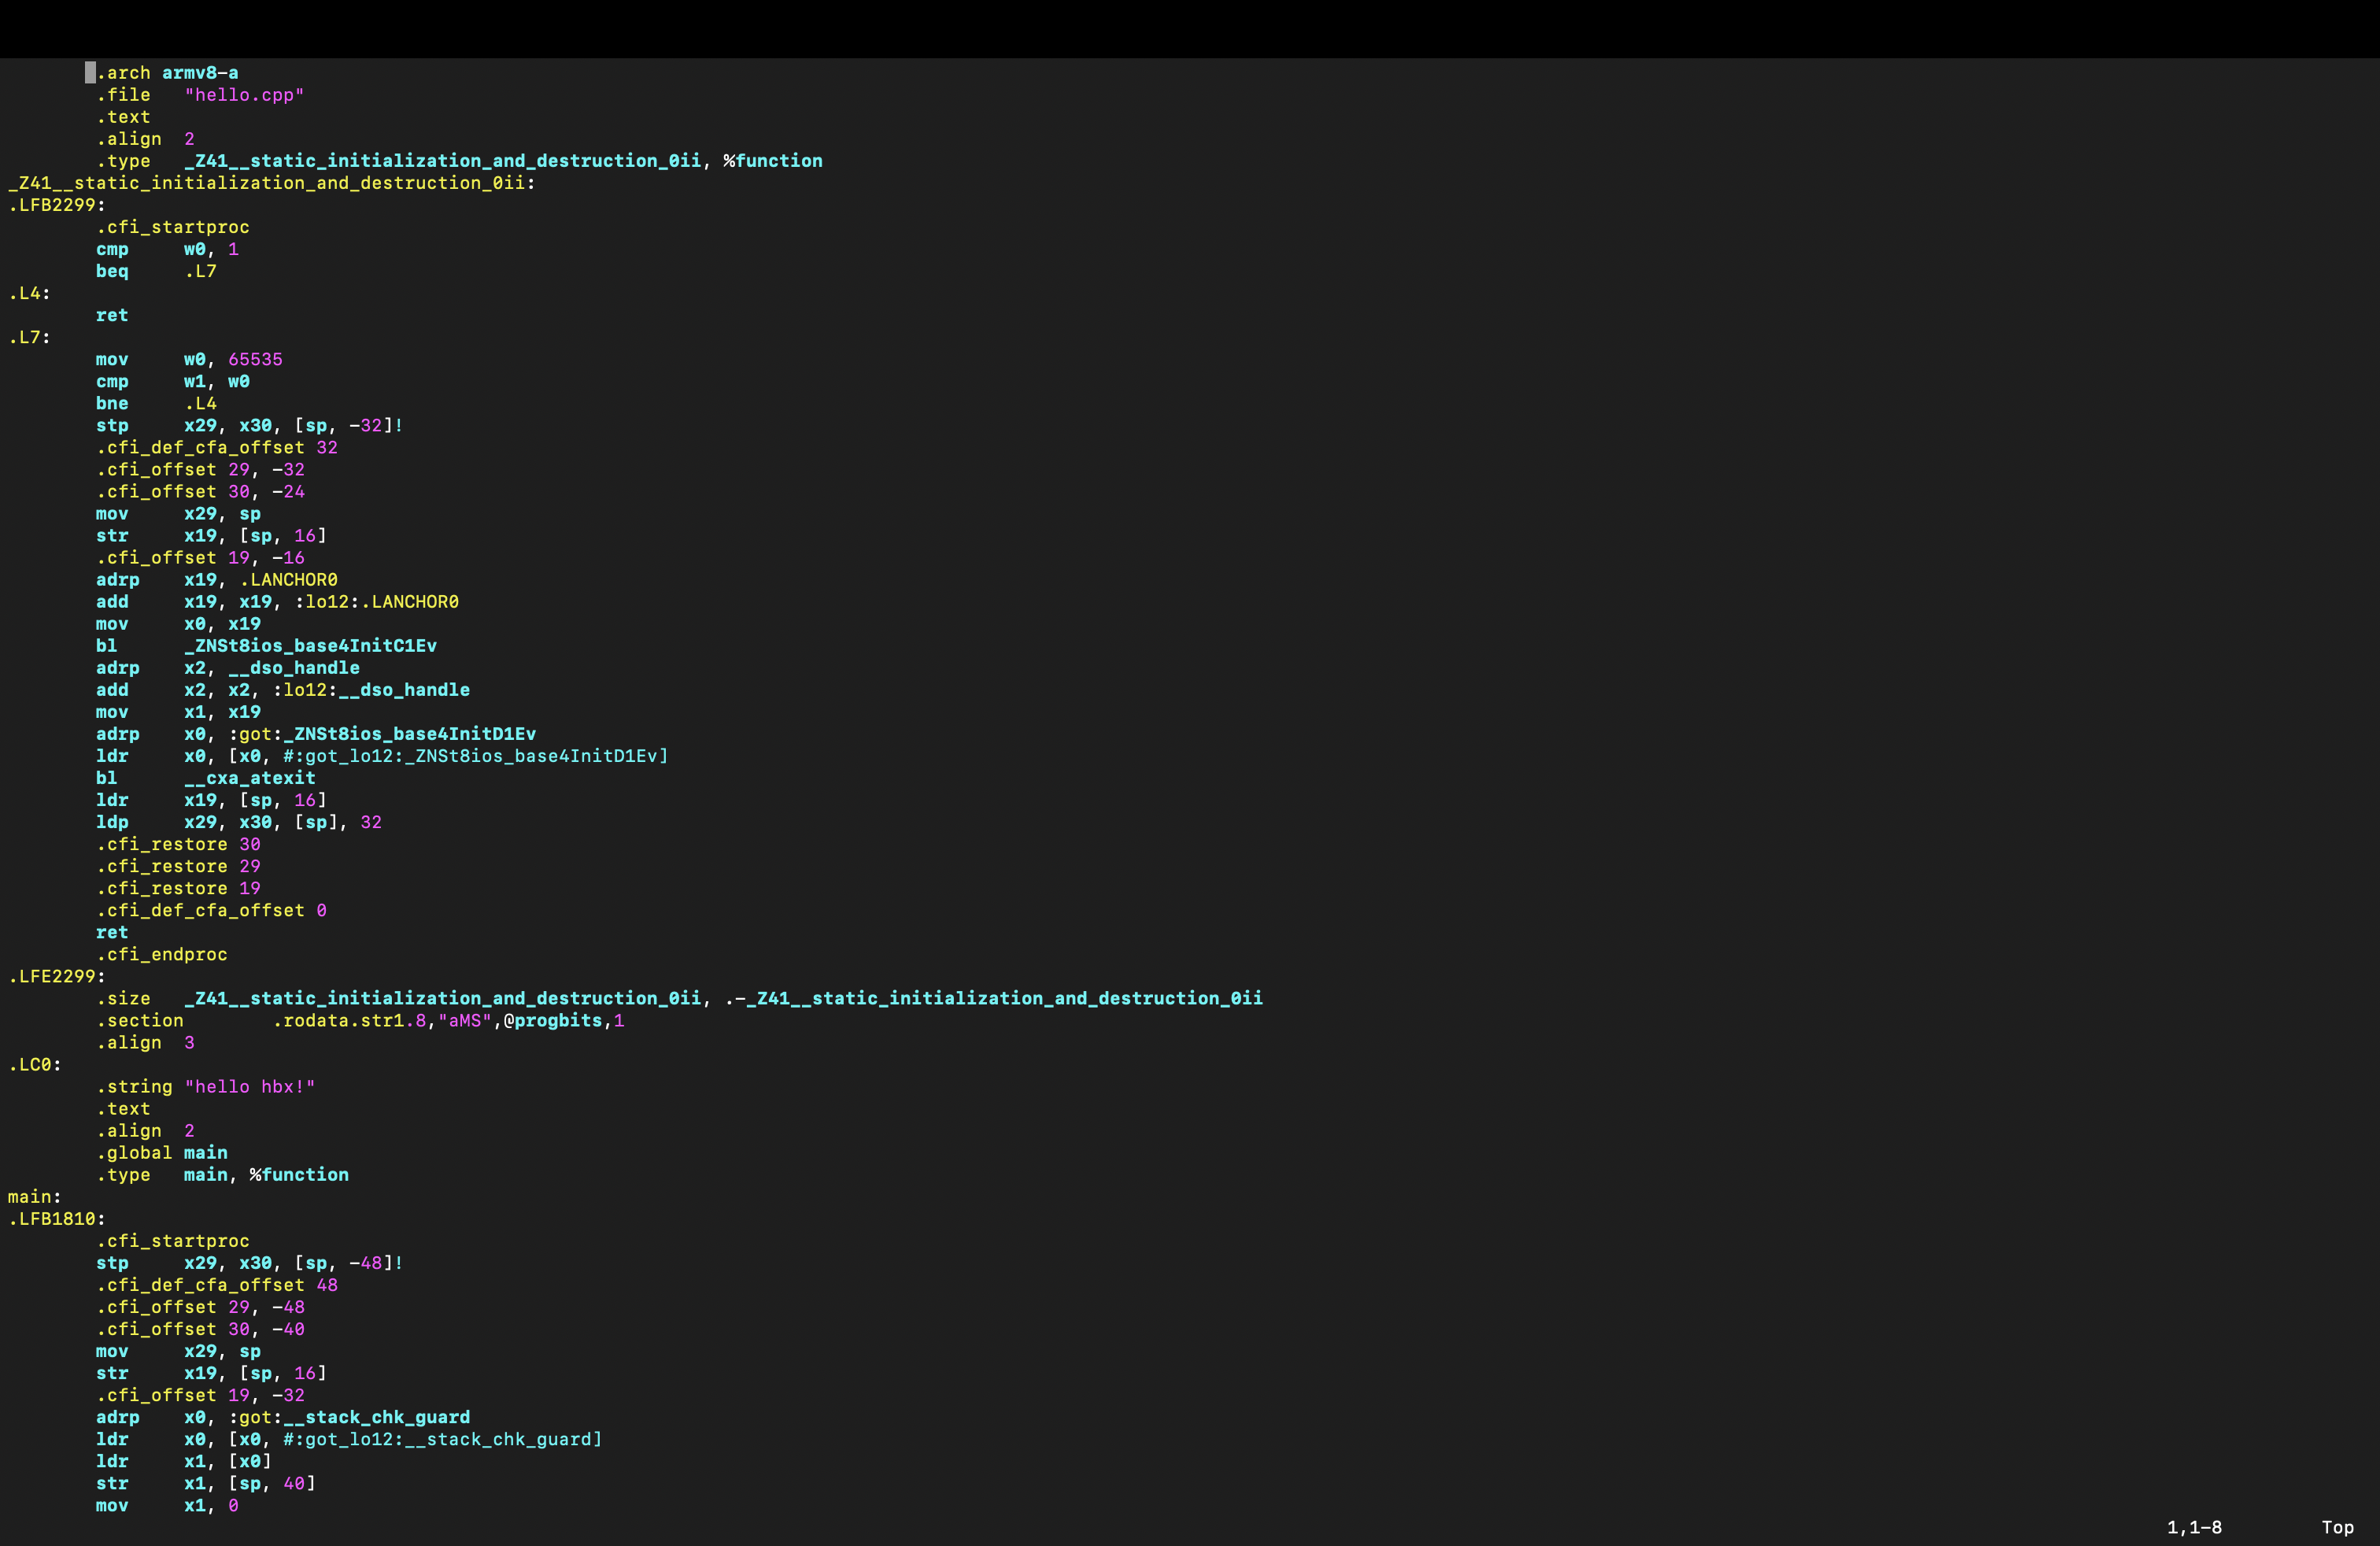 .arch armv8-a
.file "hello.cpp"
.text
.align 2
.type _Z41__static_initialization_and_destruction_0ii, %function
_Z41__static_initialization_and_destruction_0ii:
.LFB2299:
.cfi_startproc
cmp w0, 1
beq .L7
.L4:
ret
.L7:
mov w0, 65535
cmp w1, w0
bne .L4
stp x29, x30, [sp, -32]!
.cfi_def_cfa_offset 32
.cfi_offset 29, -32
.cfi_offset 30, -24
mov x29, sp
str x19, [sp, 16]
.cfi_offset 19, -16
adrp x19, .LANCHOR0
add x19, x19, :lo12:.LANCHOR0
mov x0, x19
bl _ZNSt8ios_base4InitC1Ev
adrp x2, __dso_handle
add x2, x2, :lo12:__dso_handle
mov x1, x19
adrp x0, :got:_ZNSt8ios_base4InitD1Ev
ldr x0, [x0, #:got_lo12:_ZNSt8ios_base4InitD1Ev]
bl __cxa_atexit
ldr x19, [sp, 16]
ldp x29, x30, [sp], 32
.cfi_restore 30
.cfi_restore 29
.cfi_restore 19
.cfi_def_cfa_offset 0
ret
.cfi_endproc
.LFE2299:
.size _Z41__static_initialization_and_destruction_0ii, .-_Z41__static_initialization_and_destruction_0ii
.section .rodata.str1.8,"aMS",@progbits,1
.align 3
.LC0:
.string "hello hbx!"
.text
.align 2
.global main
.type main, %function
main:
.LFB1810:
.cfi_startproc
stp x29, x30, [sp, -48]!
.cfi_def_cfa_offset 48
.cfi_offset 29, -48
.cfi_offset 30, -40
mov x29, sp
str x19, [sp, 16]
.cfi_offset 19, -32
adrp x0, :got:__stack_chk_guard
ldr x0, [x0, #:got_lo12:__stack_chk_guard]
ldr x1, [x0]
str x1, [sp, 40]
mov x1, 0
1,1-8 Top